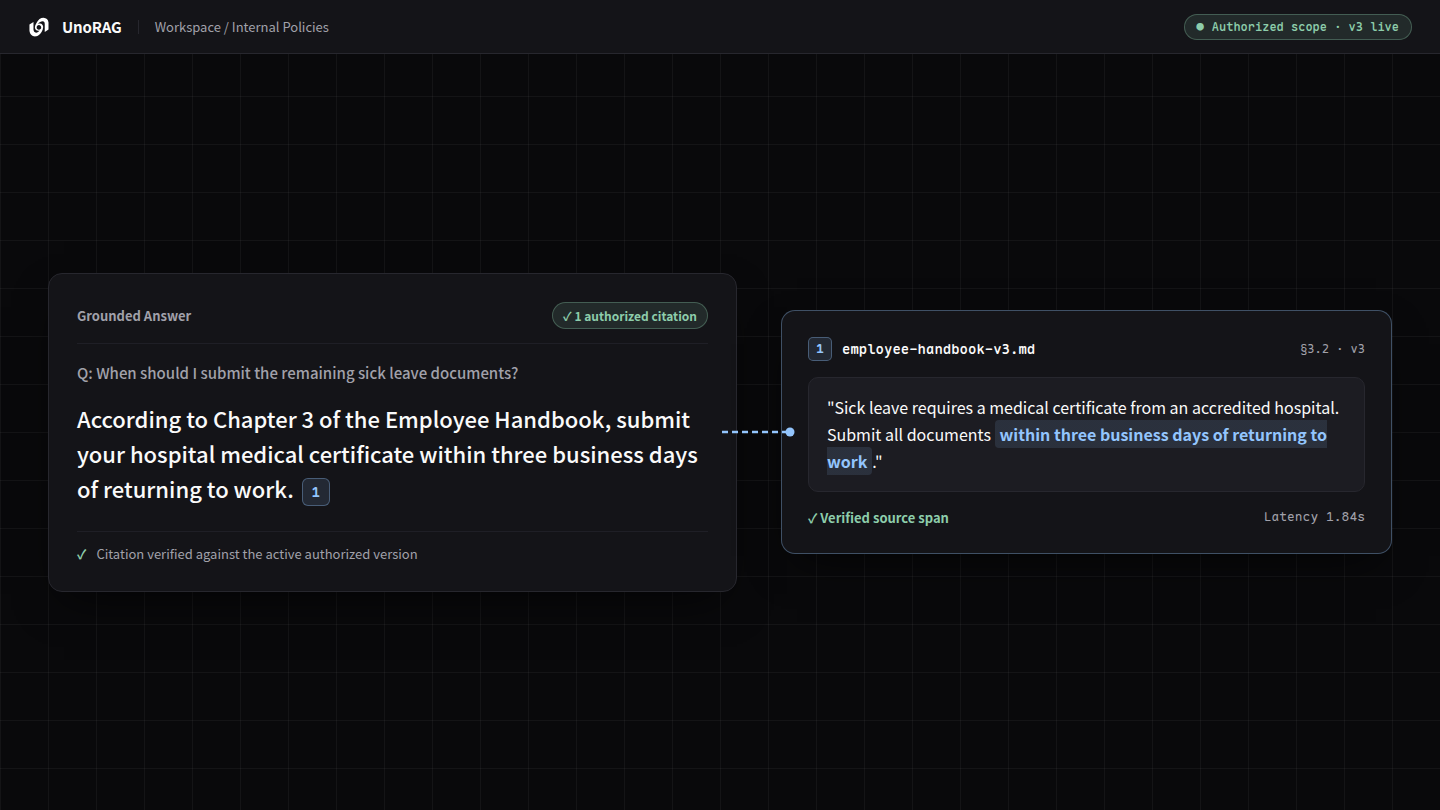 UnoRAG
Workspace / Internal Policies
Authorized scope · v3 live
Grounded Answer
✓ 1 authorized citation
Q: When should I submit the remaining sick leave documents?
According to Chapter 3 of the Employee Handbook, submit
your hospital medical certificate within three business days
of returning to work. 1
✓ Citation verified against the active authorized version
1 employee-handbook-v3.md
§3.2 · v3
"Sick leave requires a medical certificate from an accredited hospital.
Submit all documents within three business days of returning to
work."
✓ Verified source span
Latency 1.84s